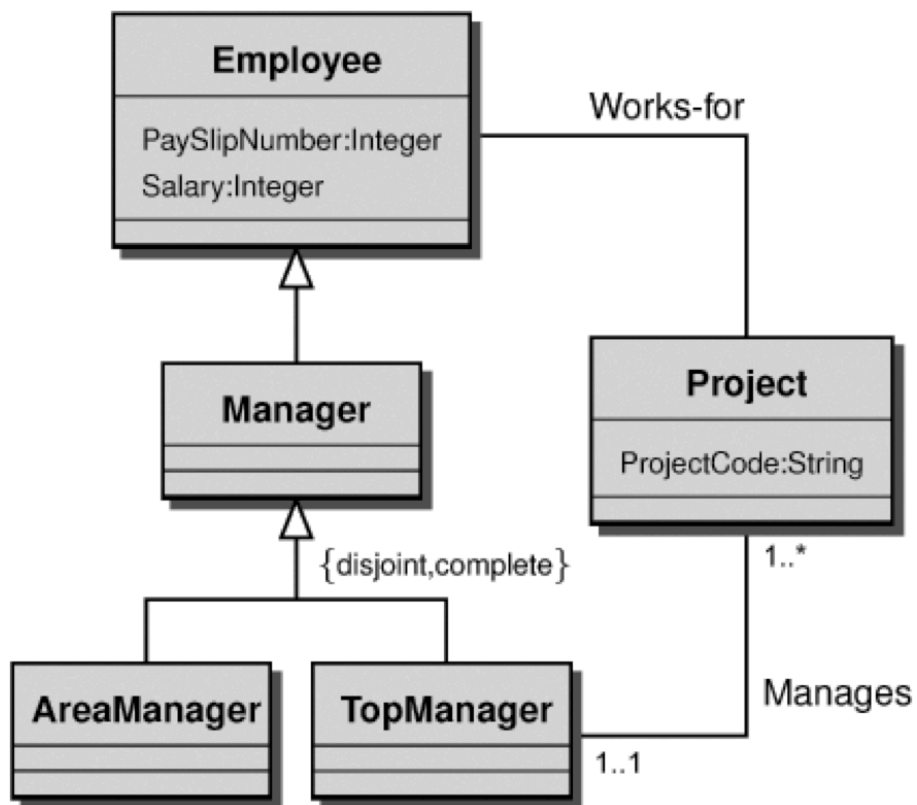 Employee
PaySlipNumber:Integer
Salary:Integer
Works-for
Manager
Project
ProjectCode:String
{disjoint,complete}
1..*
AreaManager
TopManager
Manages
1..1